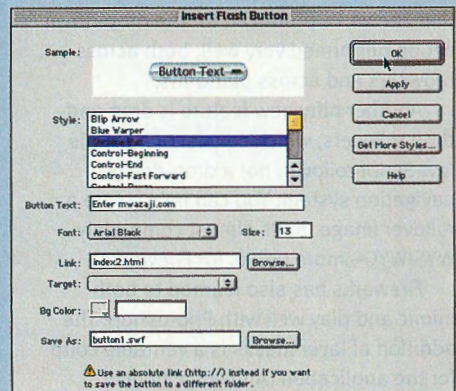 Insert Flash Button
Sample:
Button Text
OK
Apply
Cancel
Get More Styles...
Help
Style:
Blip Arrow
Blue Warper
Control-Beginning
Control-End
Control-Fast Forward
Button Text: Enter mwazaji.com
Font: Arial Black Size: 13
Link: index2.html Browse...
Target:
Bg Color:
Save As: button1.swf Browse...
Use an absolute link (http://) instead if you want
to save the button to a different folder.